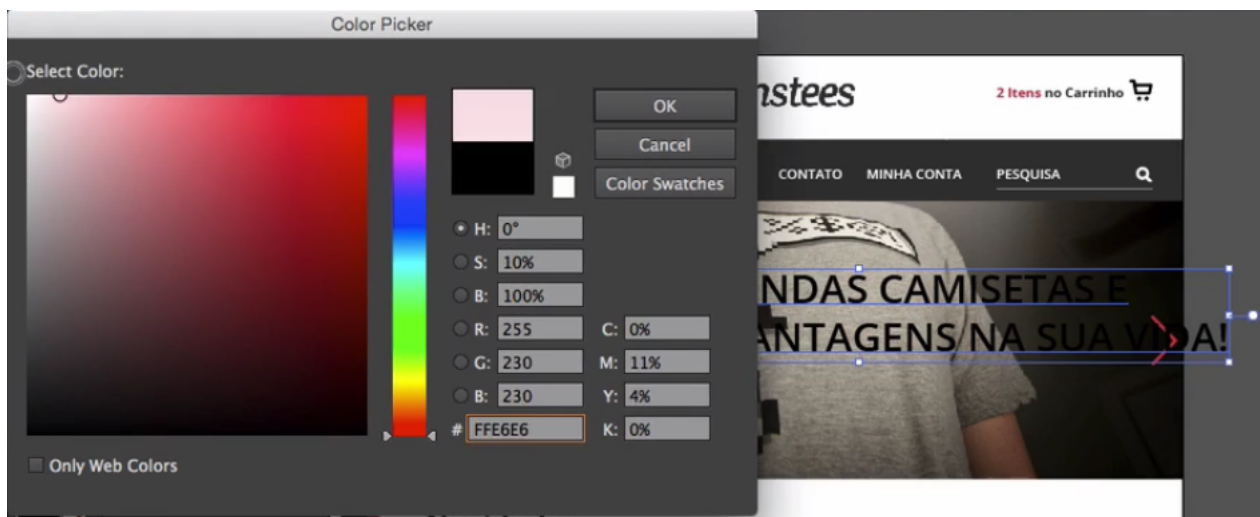 Color Picker
Select Color:
OK
Cancel
Color Swatches
H: 0°
S: 10%
B: 100%
R: 255
C: 0%
G: 230
M: 11%
B: 230
Y: 4%
# FFE6E6
K: 0%
Only Web Colors
nstees
2 Itens no Carrinho
CONTATO MINHA CONTA PESQUISA
NDAS CAMISETAS E
ANTAGENS NA SUA VIDA!